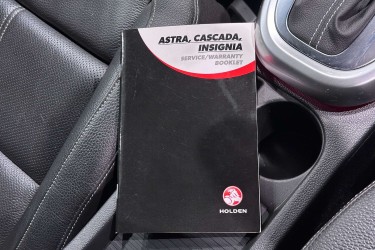 ASTRA, CASCADA,
INSIGNIA
SERVICE/WARRANTY
BOOKLET
HOLDEN